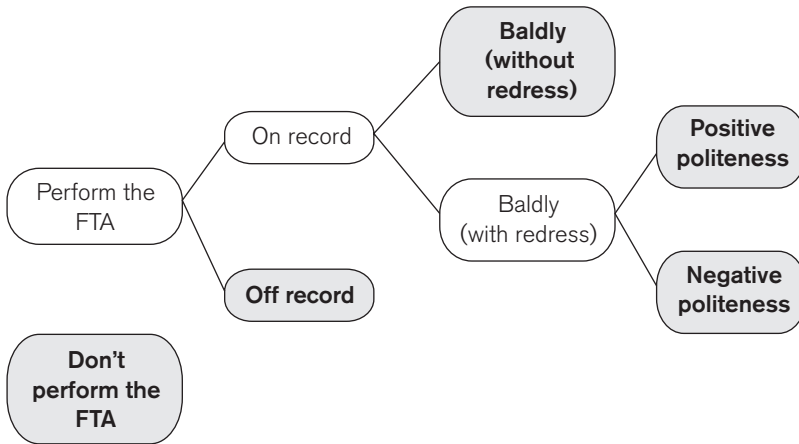 Baldly
(without
redress)
On record
Positive
politeness
Perform the
FTA
Baldly
(with redress)
Off record
Negative
politeness
Don't
perform the
FTA